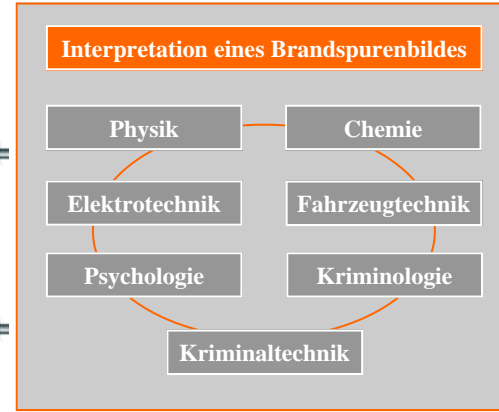 Interpretation eines Brandspurenbildes
Physik
Chemie
Elektrotechnik
Fahrzeugtechnik
Psychologie
Kriminologie
Kriminaltechnik